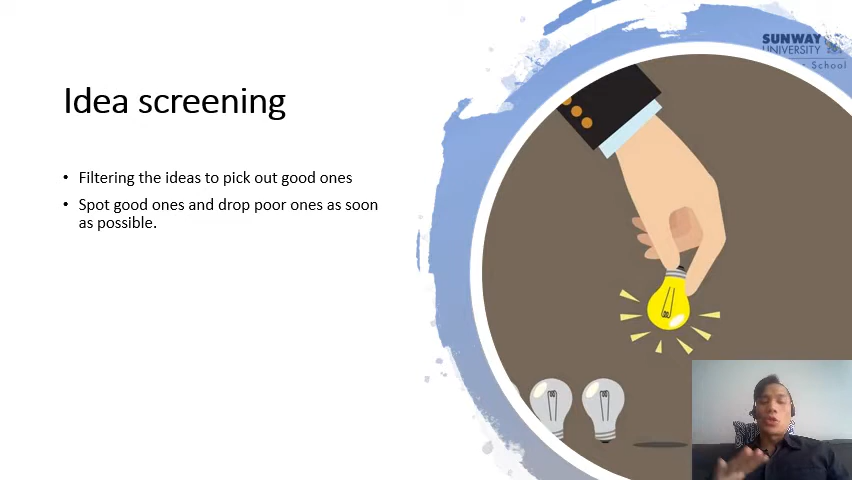 SUNWAY
UNIVERSITY
School
Idea screening
• Filtering the ideas to pick out good ones
• Spot good ones and drop poor ones as soon
as possible.